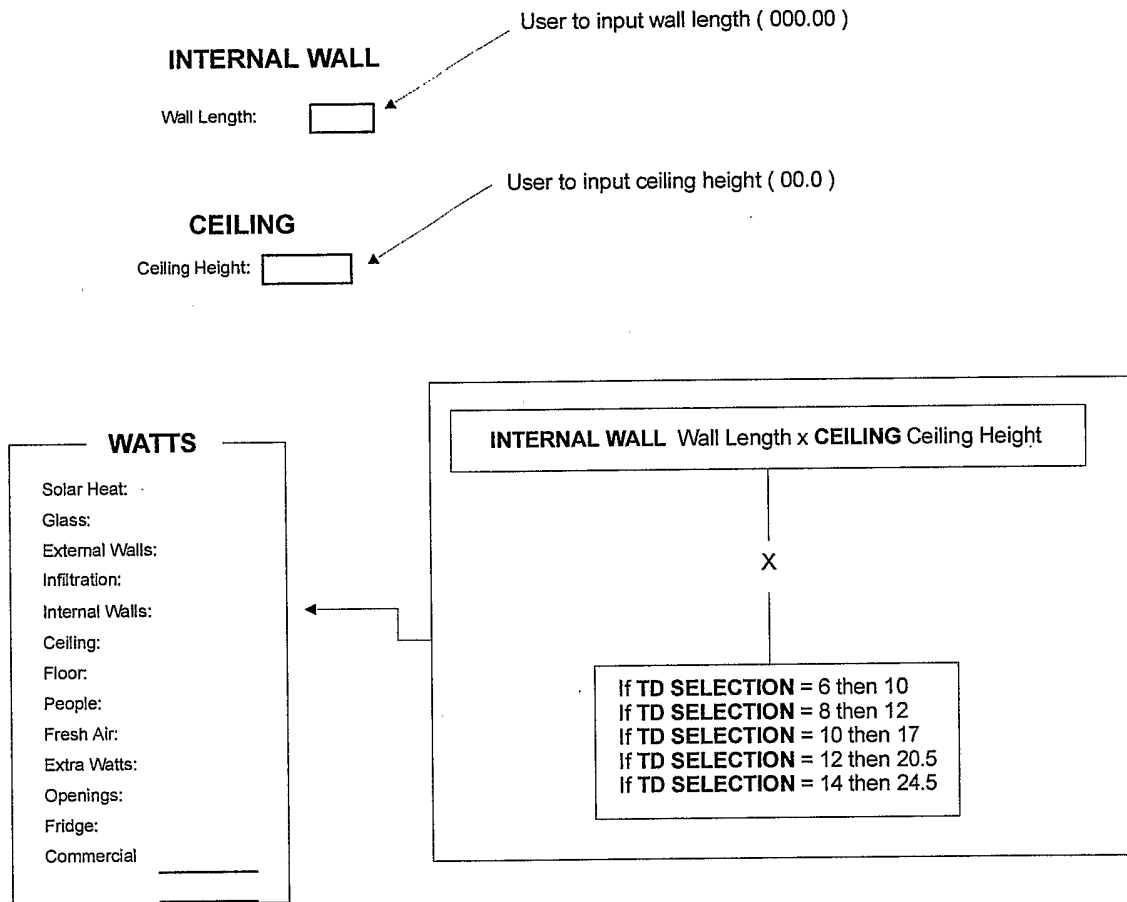 User to input wall length ( 000.00 )
INTERNAL WALL
Wall Length:
User to input ceiling height ( 00.0 )
CEILING
Ceiling Height:
WATTS
Solar Heat:
Glass:
External Walls:
Infiltration:
Internal Walls:
Ceiling:
Floor:
People:
Fresh Air:
Extra Watts:
Openings:
Fridge:
Commercial
INTERNAL WALL Wall Length x CEILING Ceiling Height
X
If TD SELECTION = 6 then 10
If TD SELECTION = 8 then 12
If TD SELECTION = 10 then 17
If TD SELECTION = 12 then 20.5
If TD SELECTION = 14 then 24.5